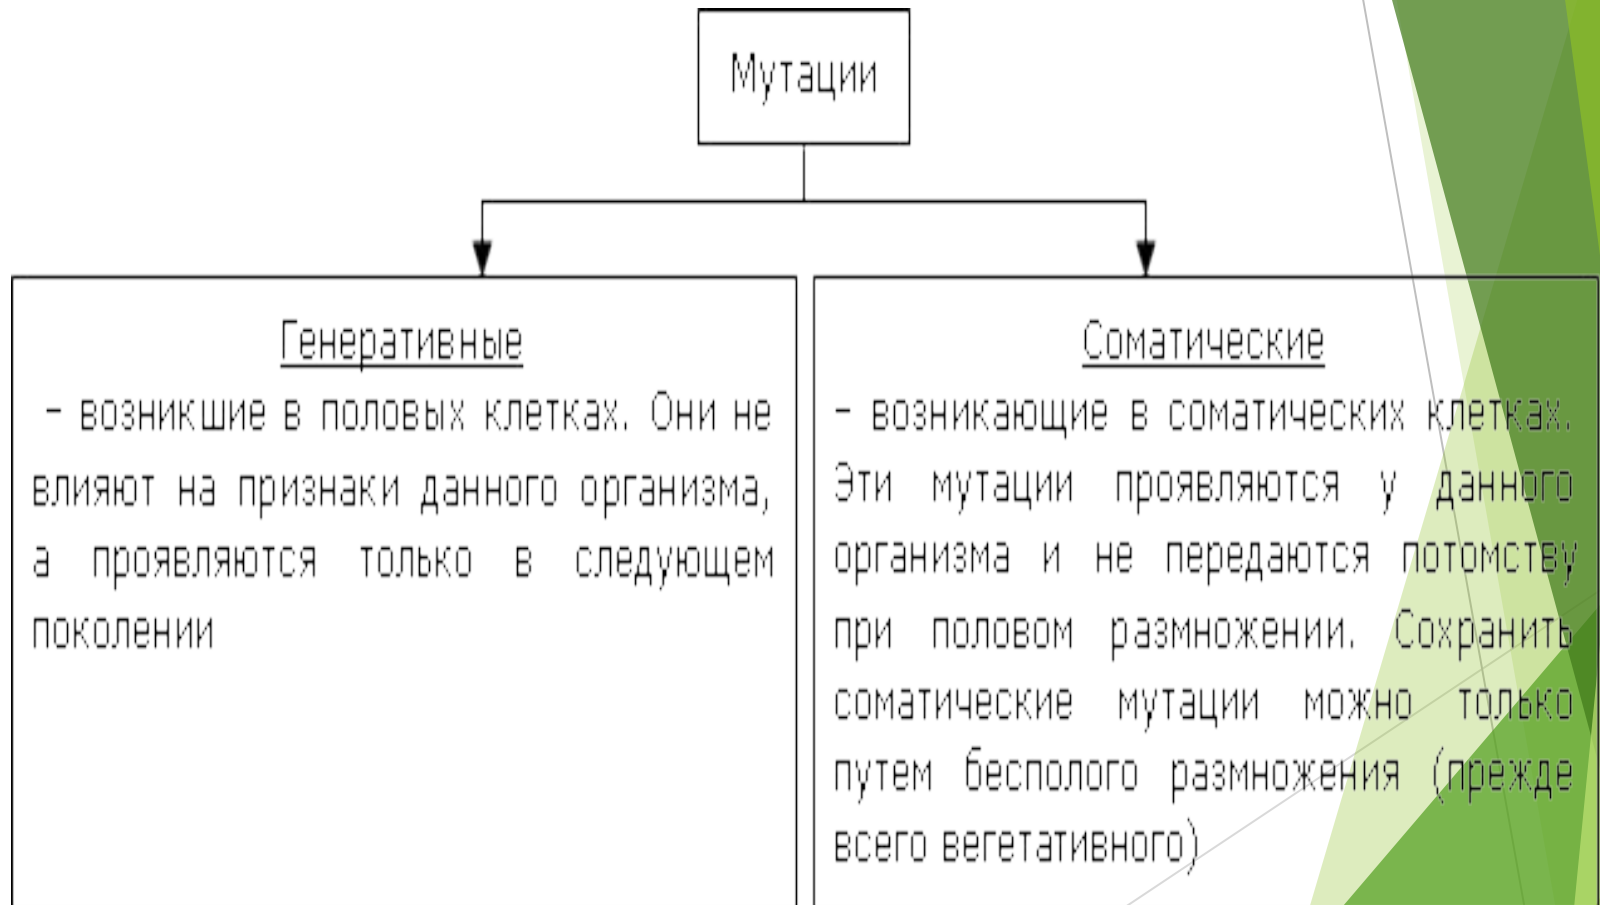 Мутации
Генеративные
– возникшие в половых клетках. Они не
влияют на признаки данного организма,
а проявляются только в следующем
поколении
Соматические
– возникающие в соматических клетках.
Эти мутации проявляются у данного
организма и не передаются потомству
при половом размножении. Сохранить
соматические мутации можно только
путем бесполого размножения (прежде
всего вегетативного)